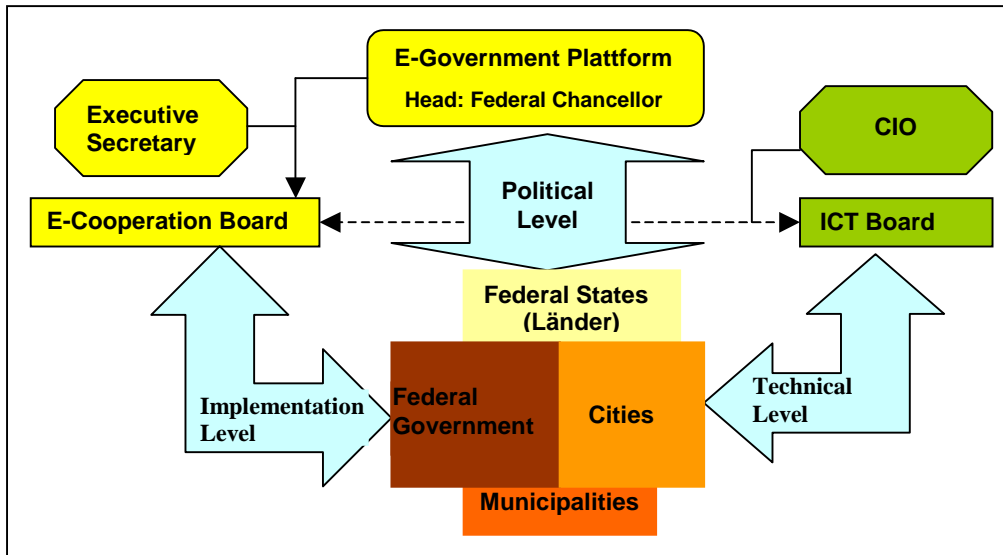 E-Government Plattform
Head: Federal Chancellor
Executive
Secretary
CIO
E-Cooperation Board
Political
Level
ICT Board
Federal States
(Länder)
Implementation
Level
Federal
Government
Cities
Technical
Level
Municipalities